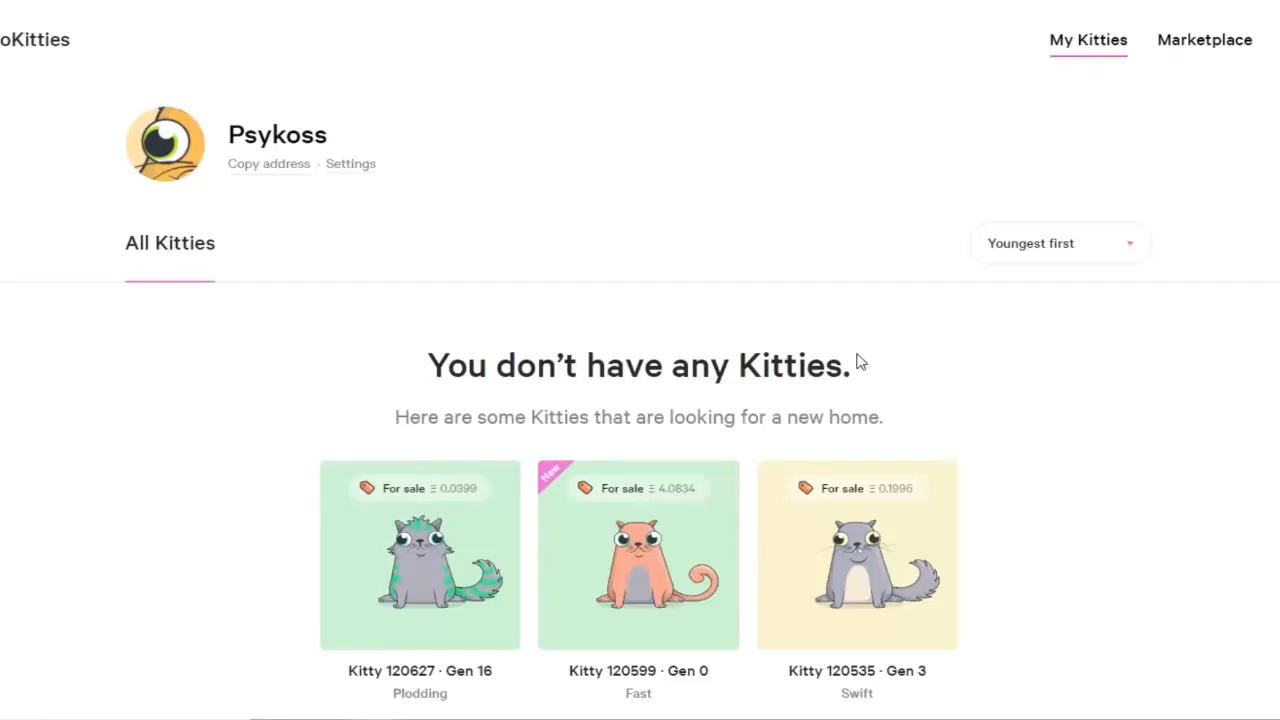 oKitties
My Kitties
Marketplace
Psykoss
Copy address · Settings
All Kitties
Youngest first
You don't have any Kitties.
Here are some Kitties that are looking for a new home.
For sale Ξ 0.0399
New
For sale Ξ 4.0834
For sale Ξ 0.1996
Kitty 120627 · Gen 16
Plodding
Kitty 120599 · Gen 0
Fast
Kitty 120535 · Gen 3
Swift